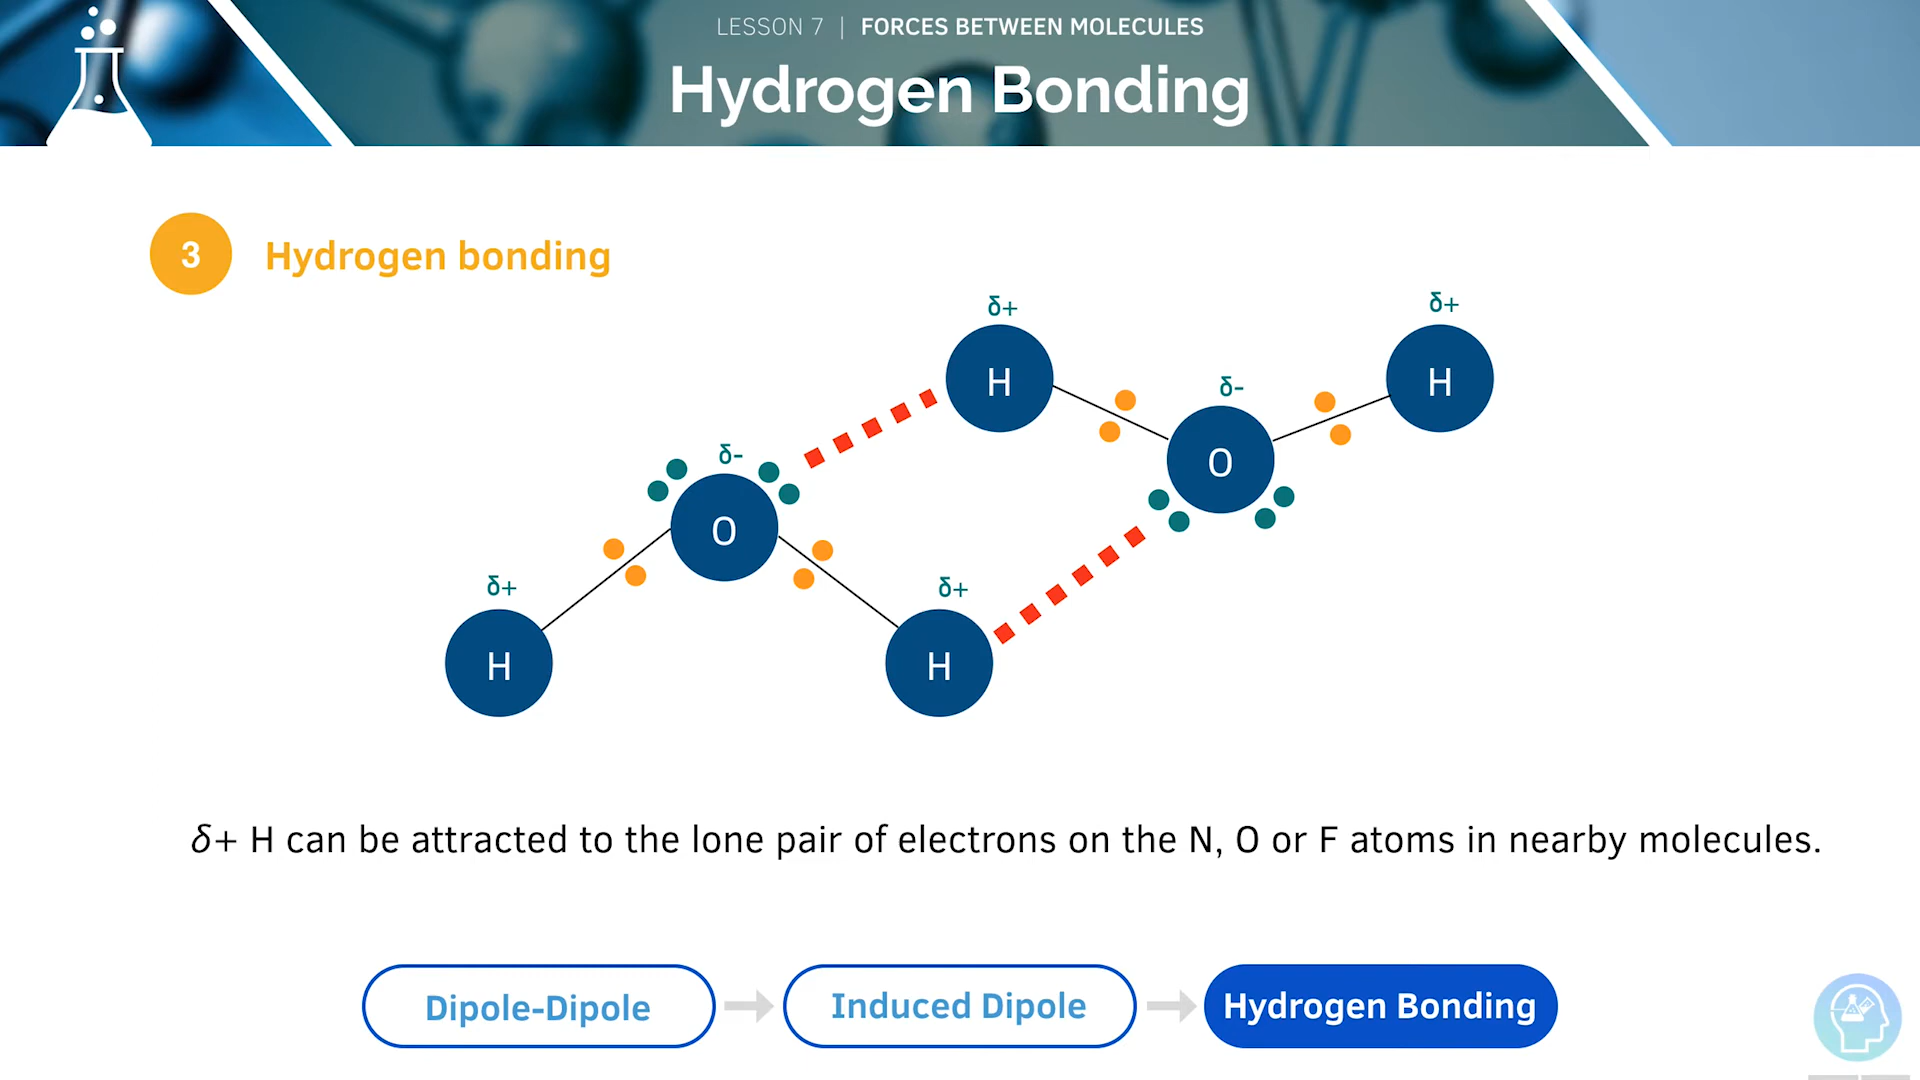 LESSON 7 | FORCES BETWEEN MOLECULES
Hydrogen Bonding
3 Hydrogen bonding
δ+
δ+
H
H
δ-
O
δ-
O
δ+
δ+
H
H
δ+ H can be attracted to the lone pair of electrons on the N, O or F atoms in nearby molecules.
Dipole-Dipole
Induced Dipole
Hydrogen Bonding